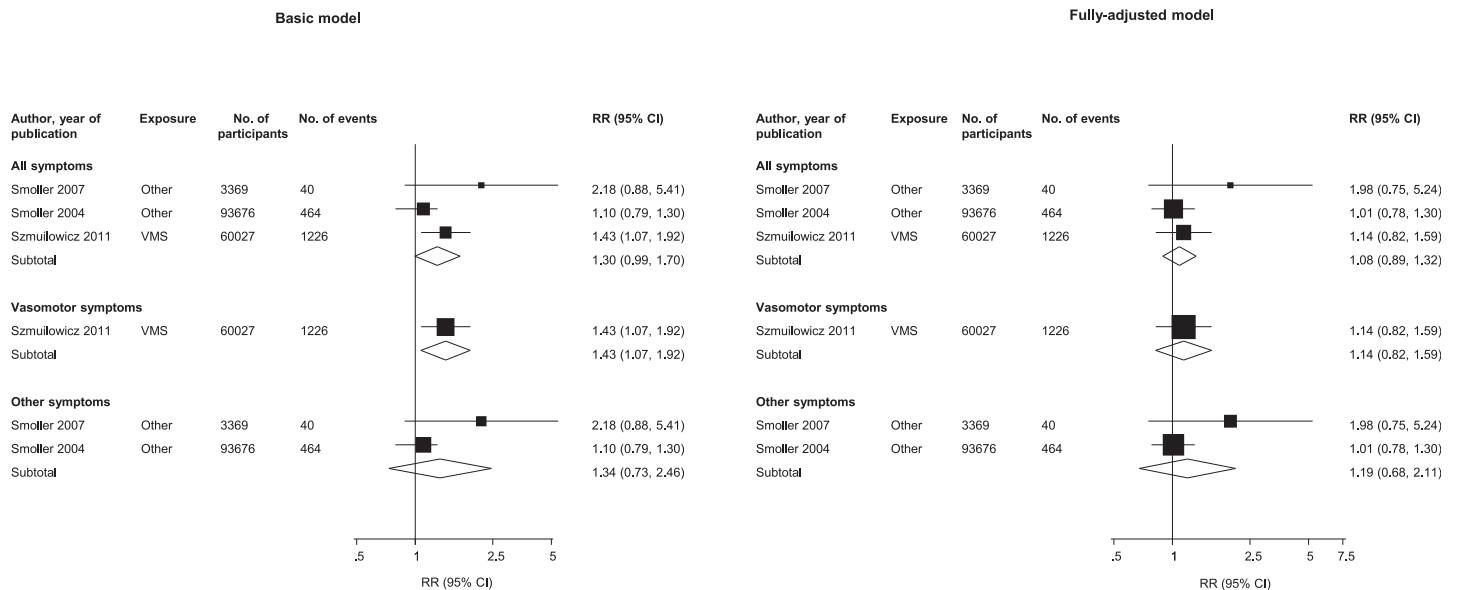 Basic model
Author, year of publication Exposure No. of participants No. of events RR (95% CI)
All symptoms
Smoller 2007 Other 3369 40 2.18 (0.88, 5.41)
Smoller 2004 Other 93676 464 1.10 (0.79, 1.30)
Szmuilowicz 2011 VMS 60027 1226 1.43 (1.07, 1.92)
Subtotal 1.30 (0.99, 1.70)
Vasomotor symptoms
Szmuilowicz 2011 VMS 60027 1226 1.43 (1.07, 1.92)
Subtotal 1.43 (1.07, 1.92)
Other symptoms
Smoller 2007 Other 3369 40 2.18 (0.88, 5.41)
Smoller 2004 Other 93676 464 1.10 (0.79, 1.30)
Subtotal 1.34 (0.73, 2.46)
.5 1 2.5 5
RR (95% CI)
Fully-adjusted model
Author, year of publication Exposure No. of participants No. of events RR (95% CI)
All symptoms
Smoller 2007 Other 3369 40 1.98 (0.75, 5.24)
Smoller 2004 Other 93676 464 1.01 (0.78, 1.30)
Szmuilowicz 2011 VMS 60027 1226 1.14 (0.82, 1.59)
Subtotal 1.08 (0.89, 1.32)
Vasomotor symptoms
Szmuilowicz 2011 VMS 60027 1226 1.14 (0.82, 1.59)
Subtotal 1.14 (0.82, 1.59)
Other symptoms
Smoller 2007 Other 3369 40 1.98 (0.75, 5.24)
Smoller 2004 Other 93676 464 1.01 (0.78, 1.30)
Subtotal 1.19 (0.68, 2.11)
.5 1 2.5 5 7.5
RR (95% CI)